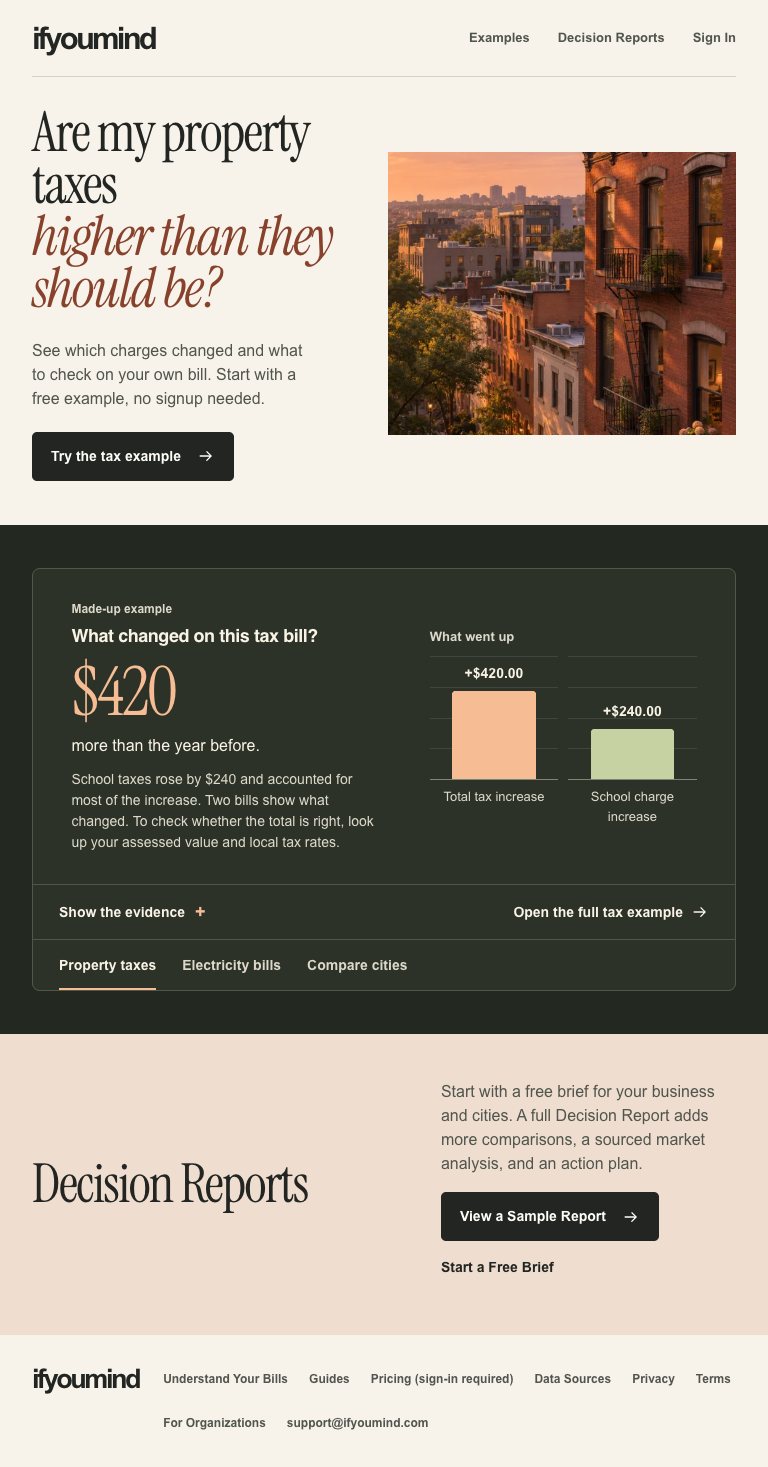 ifyoumind
Examples
Decision Reports
Sign In
Are my property
taxes
higher than they
should be?
See which charges changed and what
to check on your own bill. Start with a
free example, no signup needed.
Try the tax example →
Made-up example
What changed on this tax bill?
$420
more than the year before.
School taxes rose by $240 and accounted for
most of the increase. Two bills show what
changed. To check whether the total is right, look
up your assessed value and local tax rates.
What went up
+$420.00
Total tax increase
+$240.00
School charge
increase
Show the evidence +
Open the full tax example →
Property taxes
Electricity bills
Compare cities
Decision Reports
Start with a free brief for your business
and cities. A full Decision Report adds
more comparisons, a sourced market
analysis, and an action plan.
View a Sample Report →
Start a Free Brief
ifyoumind
Understand Your Bills
Guides
Pricing (sign-in required)
Data Sources
Privacy
Terms
For Organizations
support@ifyoumind.com